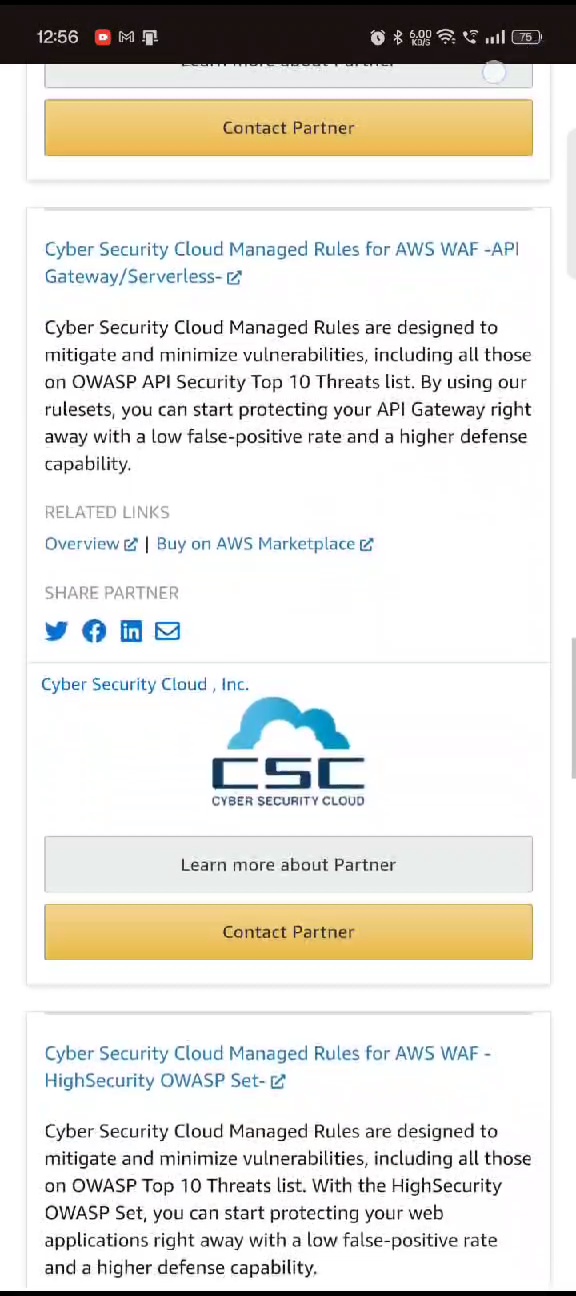 12:56
6.00
KB/S
75
Learn more about Partner
Contact Partner
Cyber Security Cloud Managed Rules for AWS WAF -API
Gateway/Serverless-
Cyber Security Cloud Managed Rules are designed to
mitigate and minimize vulnerabilities, including all those
on OWASP API Security Top 10 Threats list. By using our
rulesets, you can start protecting your API Gateway right
away with a low false-positive rate and a higher defense
capability.
RELATED LINKS
Overview | Buy on AWS Marketplace
SHARE PARTNER
Cyber Security Cloud , Inc.
CSC
CYBER SECURITY CLOUD
Learn more about Partner
Contact Partner
Cyber Security Cloud Managed Rules for AWS WAF -
HighSecurity OWASP Set-
Cyber Security Cloud Managed Rules are designed to
mitigate and minimize vulnerabilities, including all those
on OWASP Top 10 Threats list. With the HighSecurity
OWASP Set, you can start protecting your web
applications right away with a low false-positive rate
and a higher defense capability.